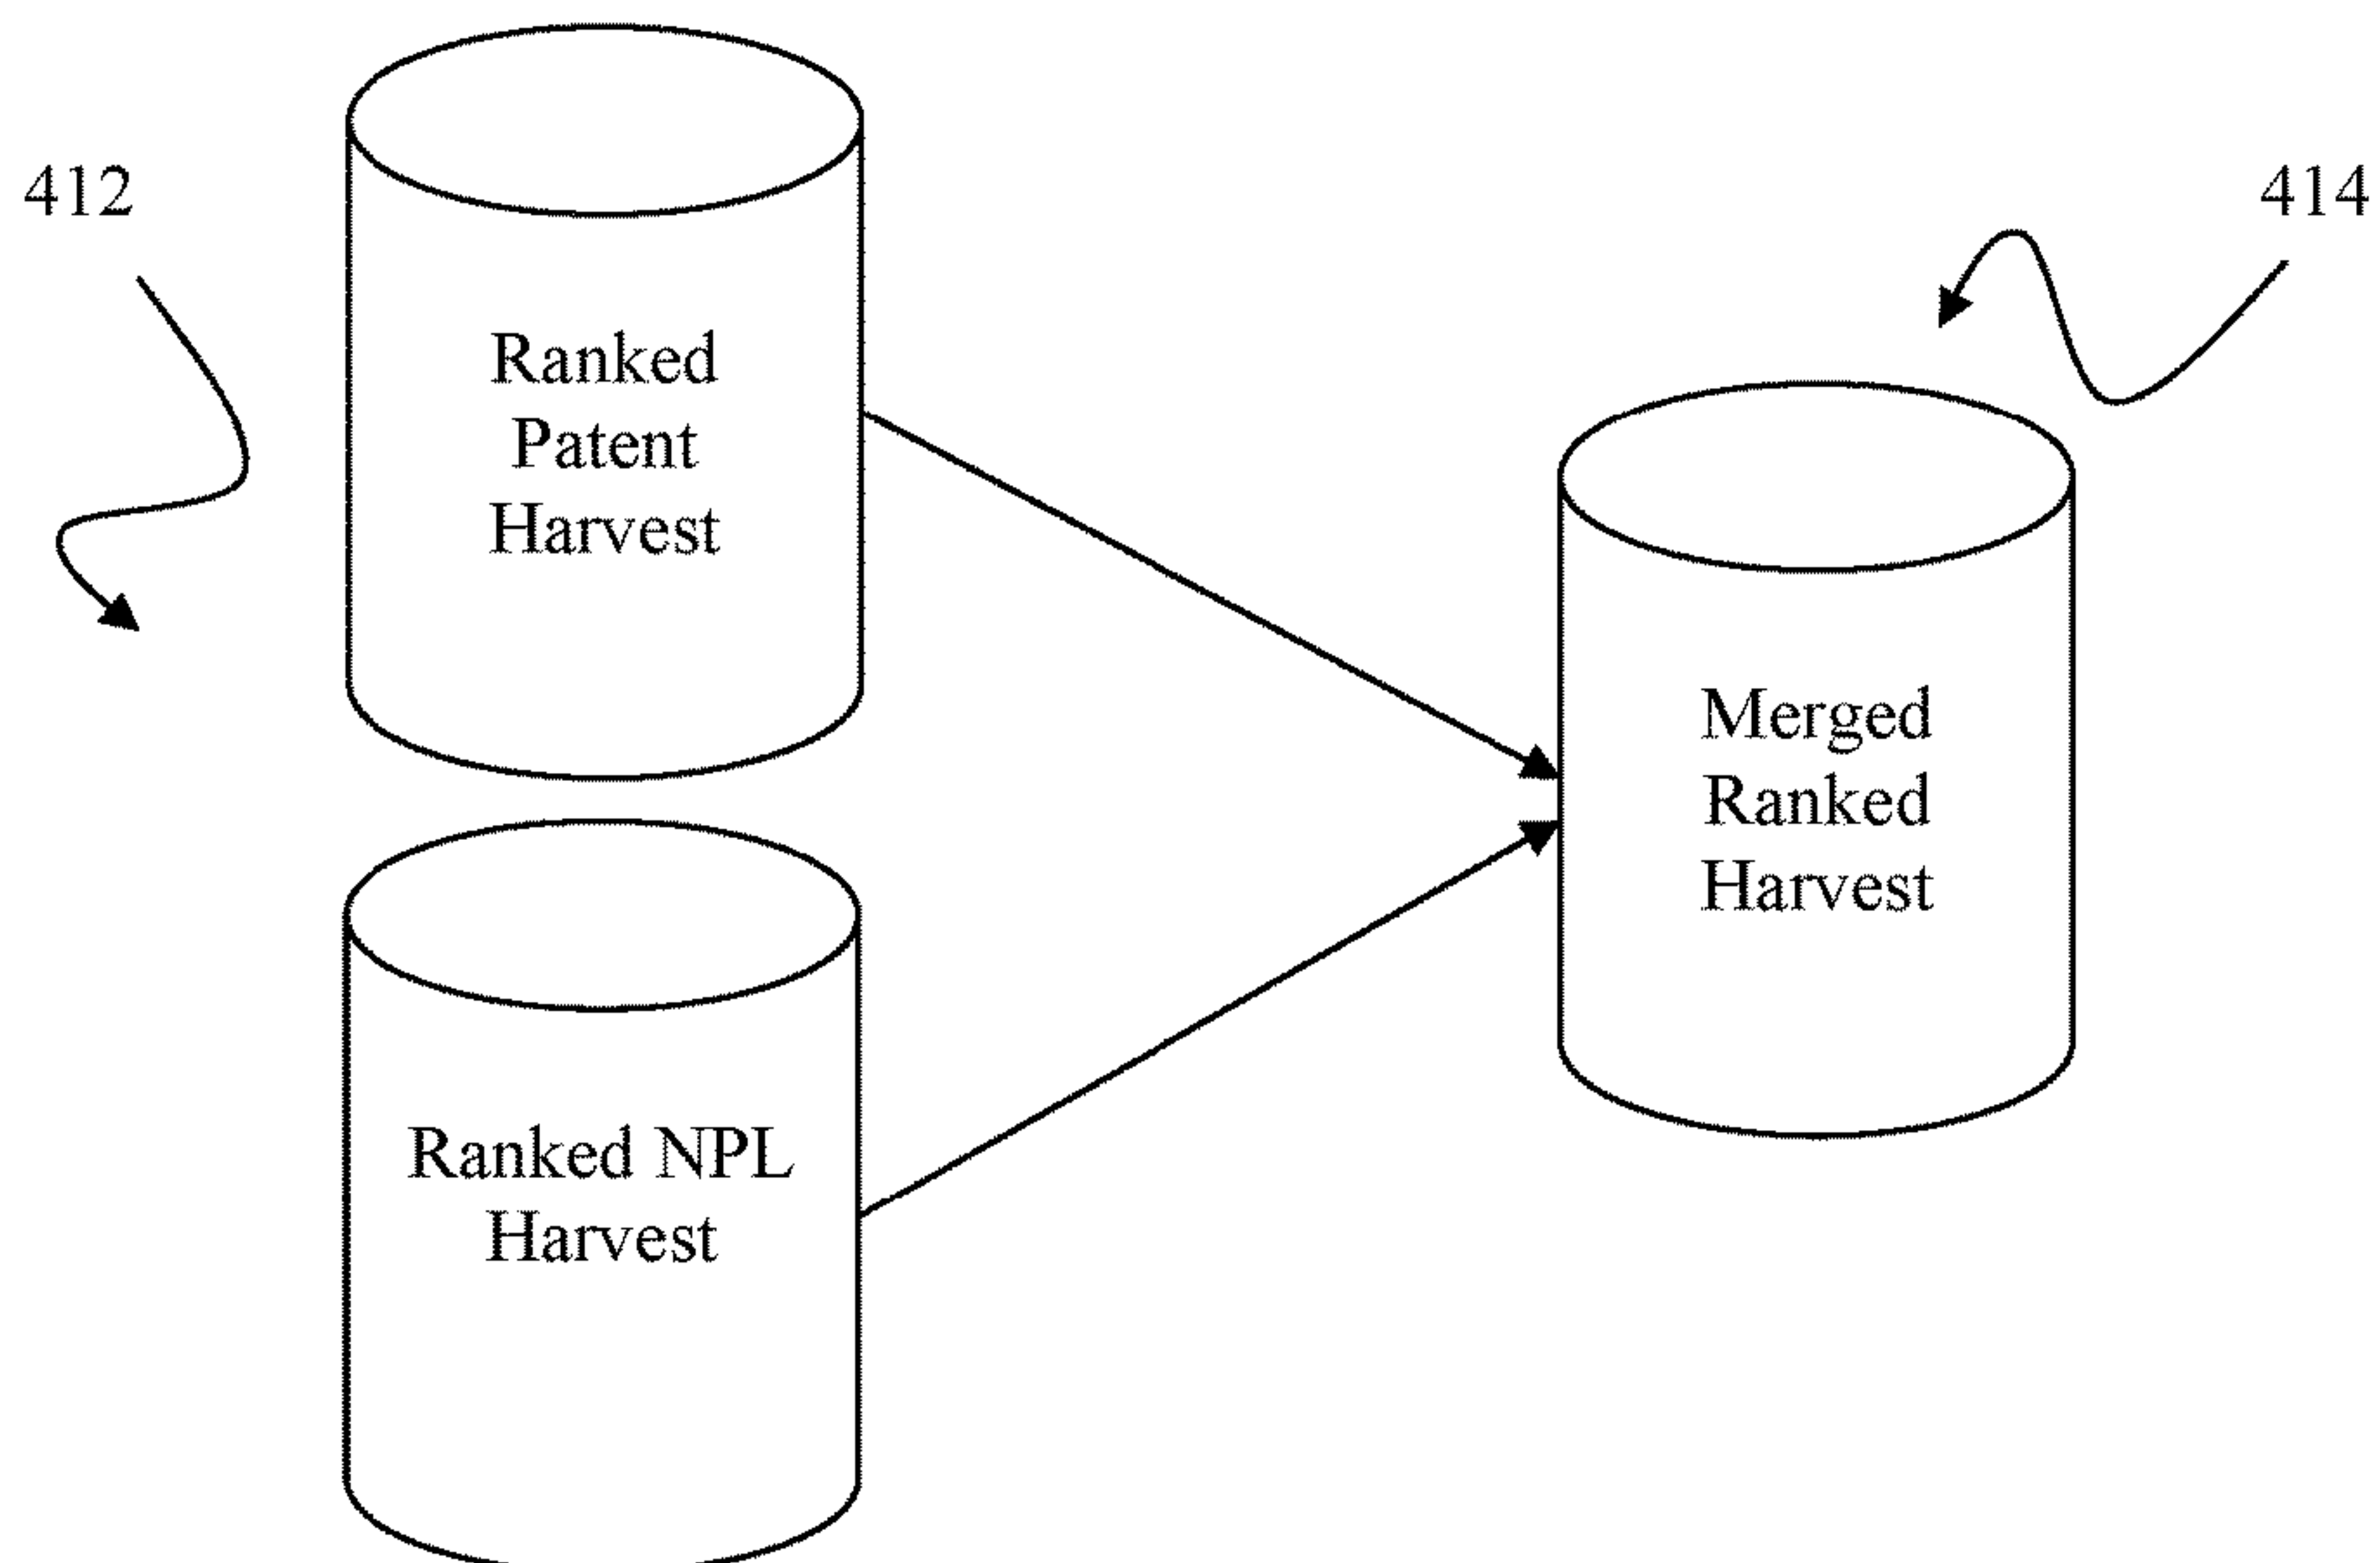 412
414
Ranked
Patent
Harvest
Merged
Ranked
Harvest
Ranked NPL
Harvest